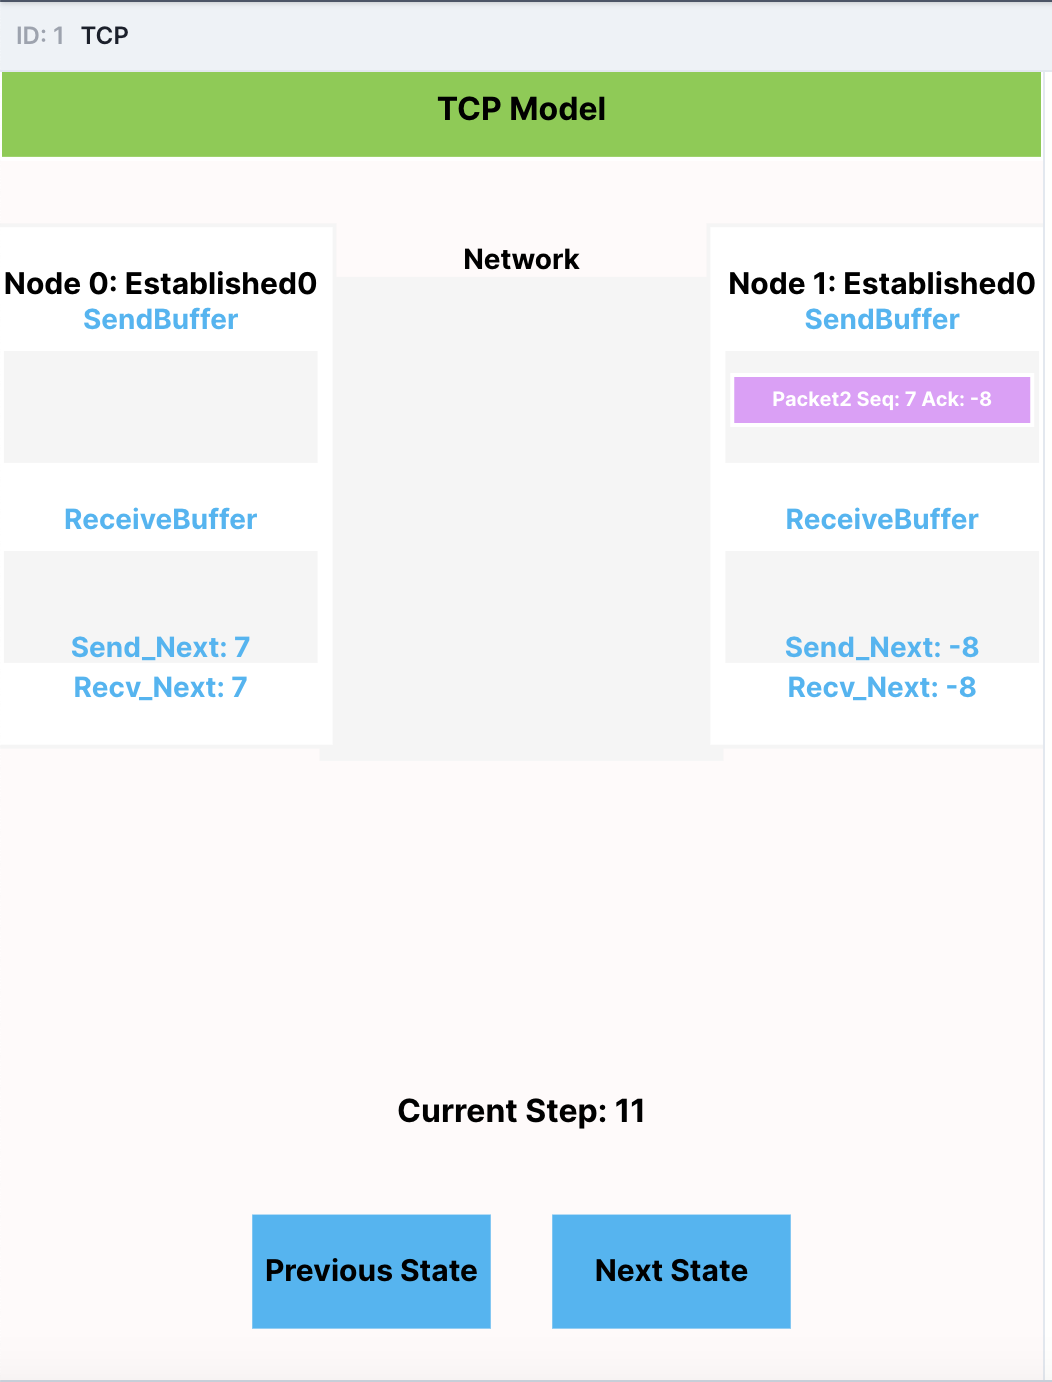 ID: 1 TCP
TCP Model
Network
Node 0: Established0
SendBuffer
ReceiveBuffer
Send_Next: 7
Recv_Next: 7
Node 1: Established0
SendBuffer
Packet2 Seq: 7 Ack: -8
ReceiveBuffer
Send_Next: -8
Recv_Next: -8
Current Step: 11
Previous State
Next State